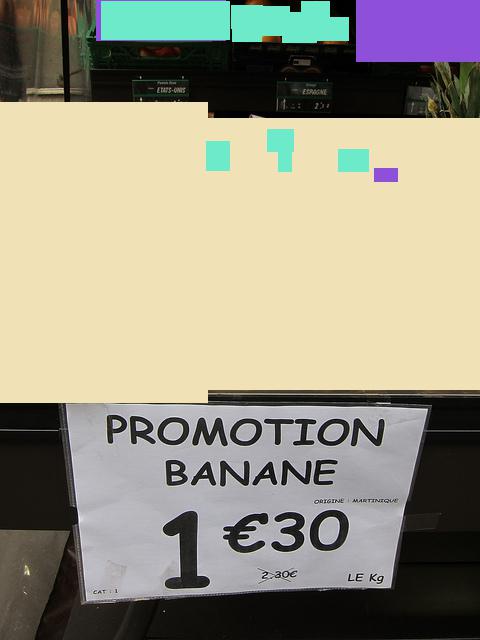 ETATS-UNIS
ESPAGNE
PROMOTION
BANANE
ORIGINE : MARTINIQUE
1 €30
2.30€
LE Kg
CAT : 1